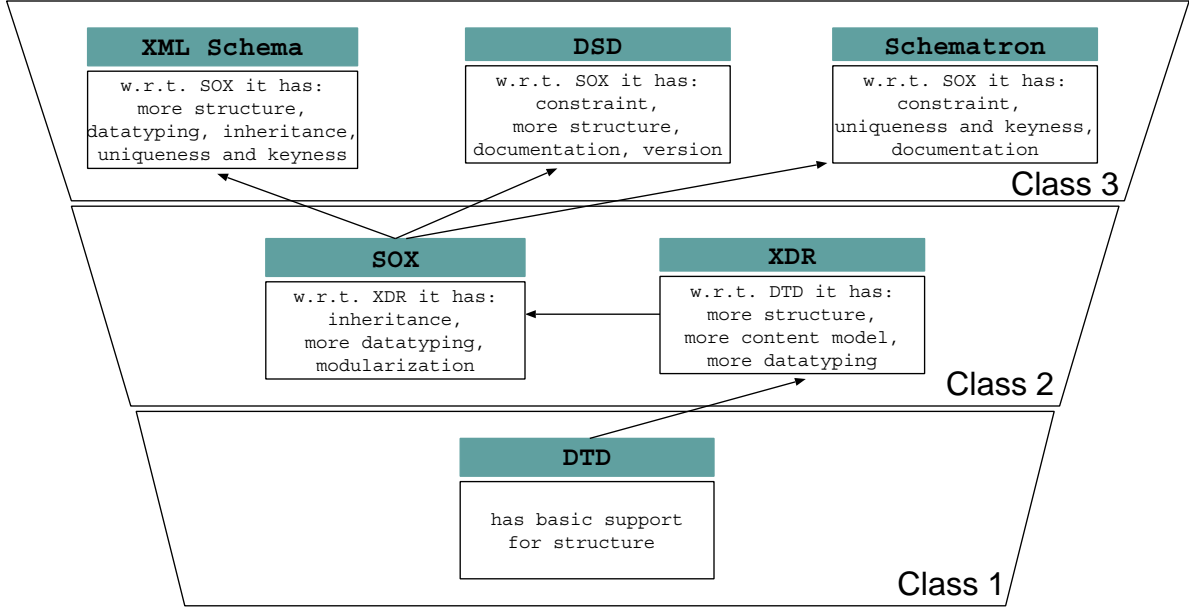 XML Schema
w.r.t. SOX it has:
more structure,
datatyping, inheritance,
uniqueness and keyness
DSD
w.r.t. SOX it has:
constraint,
more structure,
documentation, version
Schematron
w.r.t. SOX it has:
constraint,
uniqueness and keyness,
documentation
Class 3
SOX
w.r.t. XDR it has:
inheritance,
more datatyping,
modularization
XDR
w.r.t. DTD it has:
more structure,
more content model,
more datatyping
Class 2
DTD
has basic support
for structure
Class 1